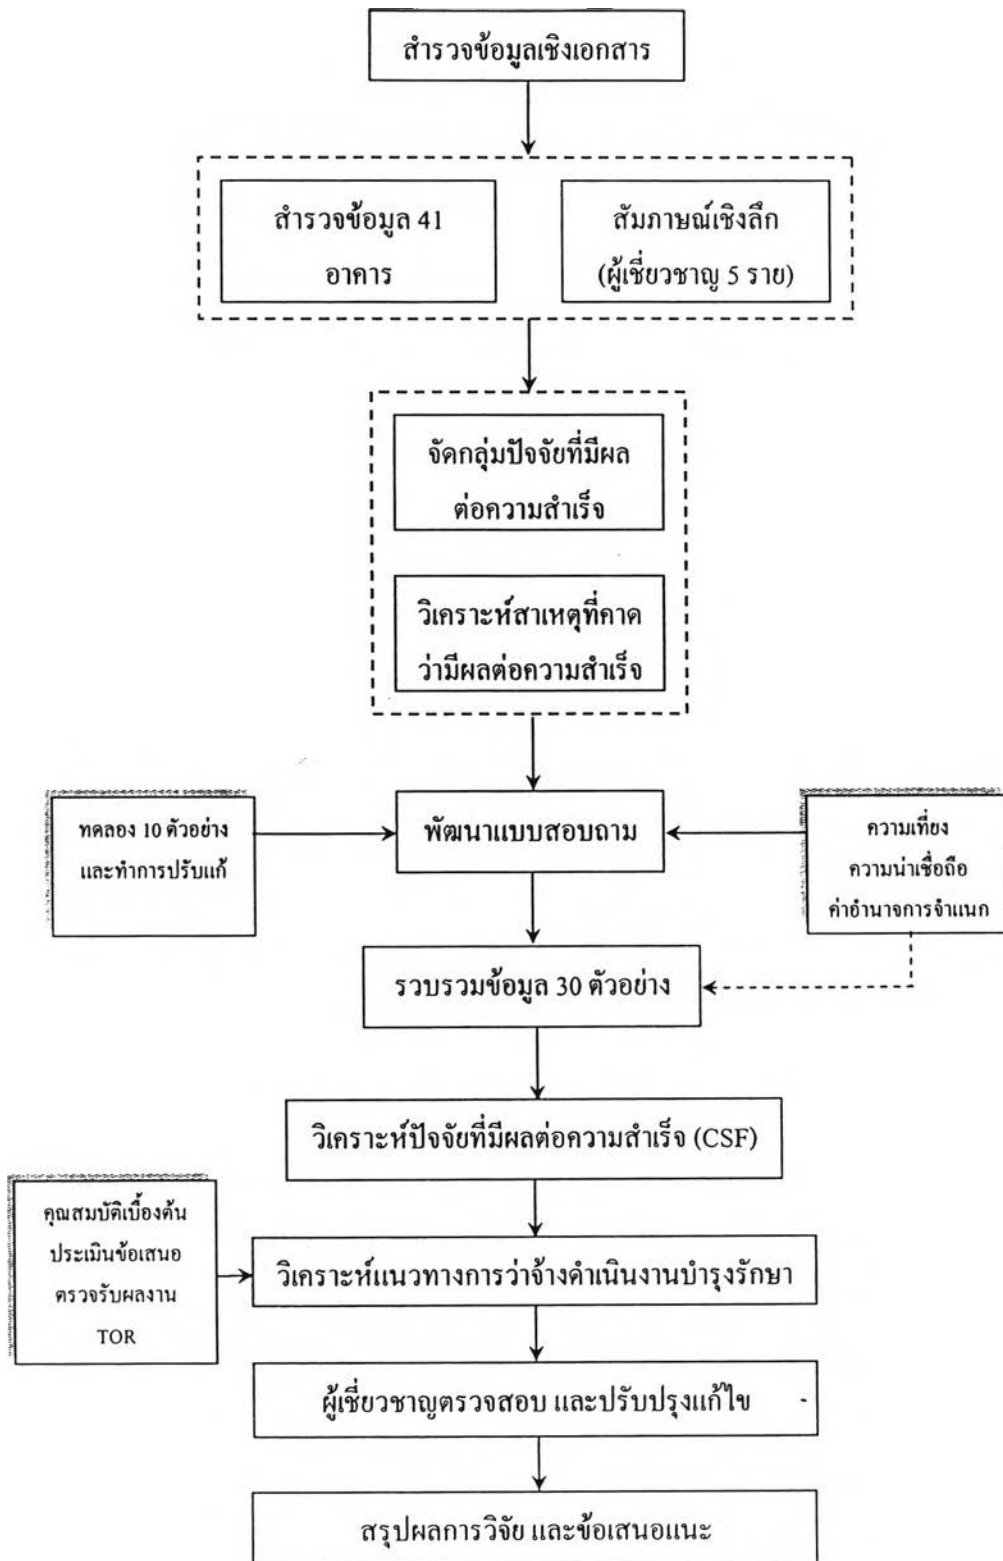 สำรวจข้อมูลเชิงเอกสาร
สำรวจข้อมูล 41
อาคาร
สัมภาษณ์เชิงลึก
(ผู้เชี่ยวชาญ 5 ราย)
จัดกลุ่มปัจจัยที่มีผล
ต่อความสำเร็จ
วิเคราะห์สาเหตุที่คาด
ว่ามีผลต่อความสำเร็จ
ทดลอง 10 ตัวอย่าง
และทำการปรับแก้
พัฒนาแบบสอบถาม
ความเที่ยง
ความน่าเชื่อถือ
ค่าอำนาจการจำแนก
รวบรวมข้อมูล 30 ตัวอย่าง
วิเคราะห์ปัจจัยที่มีผลต่อความสำเร็จ (CSF)
คุณสมบัติเบื้องต้น
ประเมินข้อเสนอ
ตรวจรับผลงาน
TOR
วิเคราะห์แนวทางการว่าจ้างดำเนินงานบำรุงรักษา
ผู้เชี่ยวชาญตรวจสอบ และปรับปรุงแก้ไข
สรุปผลการวิจัย และข้อเสนอแนะ